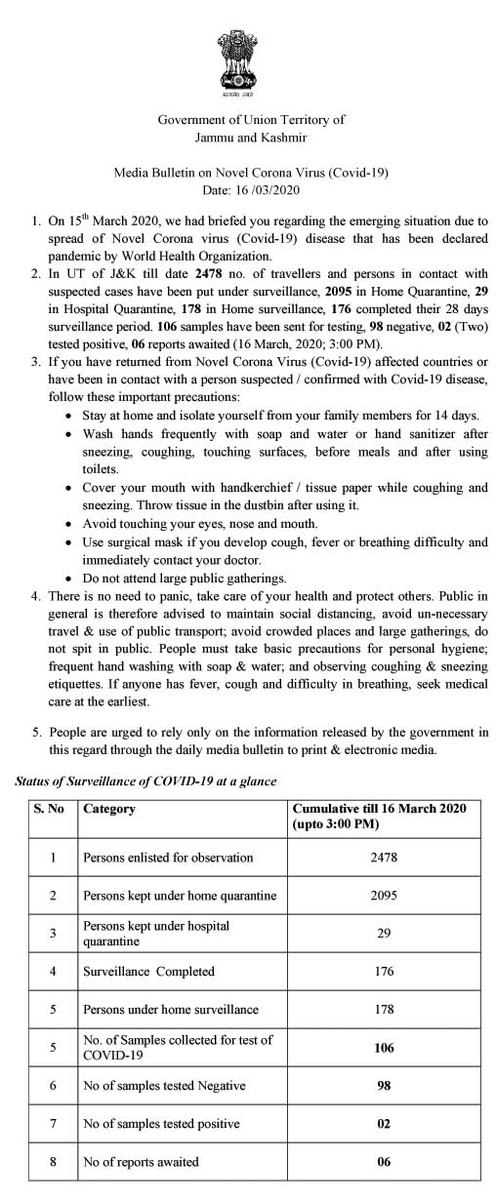 सत्यमेव जयते
Government of Union Territory of
Jammu and Kashmir
Media Bulletin on Novel Corona Virus (Covid-19)
Date: 16 /03/2020
1. On 15th March 2020, we had briefed you regarding the emerging situation due to
spread of Novel Corona virus (Covid-19) disease that has been declared
pandemic by World Health Organization.
2. In UT of J&K till date 2478 no. of travellers and persons in contact with
suspected cases have been put under surveillance, 2095 in Home Quarantine, 29
in Hospital Quarantine, 178 in Home surveillance, 176 completed their 28 days
surveillance period. 106 samples have been sent for testing, 98 negative, 02 (Two)
tested positive, 06 reports awaited (16 March, 2020; 3:00 PM).
3. If you have returned from Novel Corona Virus (Covid-19) affected countries or
have been in contact with a person suspected / confirmed with Covid-19 disease,
follow these important precautions:
• Stay at home and isolate yourself from your family members for 14 days.
• Wash hands frequently with soap and water or hand sanitizer after
sneezing, coughing, touching surfaces, before meals and after using
toilets.
• Cover your mouth with handkerchief / tissue paper while coughing and
sneezing. Throw tissue in the dustbin after using it.
• Avoid touching your eyes, nose and mouth.
• Use surgical mask if you develop cough, fever or breathing difficulty and
immediately contact your doctor.
• Do not attend large public gatherings.
4. There is no need to panic, take care of your health and protect others. Public in
general is therefore advised to maintain social distancing, avoid un-necessary
travel & use of public transport; avoid crowded places and large gatherings, do
not spit in public. People must take basic precautions for personal hygiene;
frequent hand washing with soap & water; and observing coughing & sneezing
etiquettes. If anyone has fever, cough and difficulty in breathing, seek medical
care at the earliest.
5. People are urged to rely only on the information released by the government in
this regard through the daily media bulletin to print & electronic media.
Status of Surveillance of COVID-19 at a glance
S. No Category Cumulative till 16 March 2020
(upto 3:00 PM)
1 Persons enlisted for observation 2478
2 Persons kept under home quarantine 2095
3 Persons kept under hospital
quarantine 29
4 Surveillance Completed 176
5 Persons under home surveillance 178
5 No. of Samples collected for test of
COVID-19 106
6 No of samples tested Negative 98
7 No of samples tested positive 02
8 No of reports awaited 06